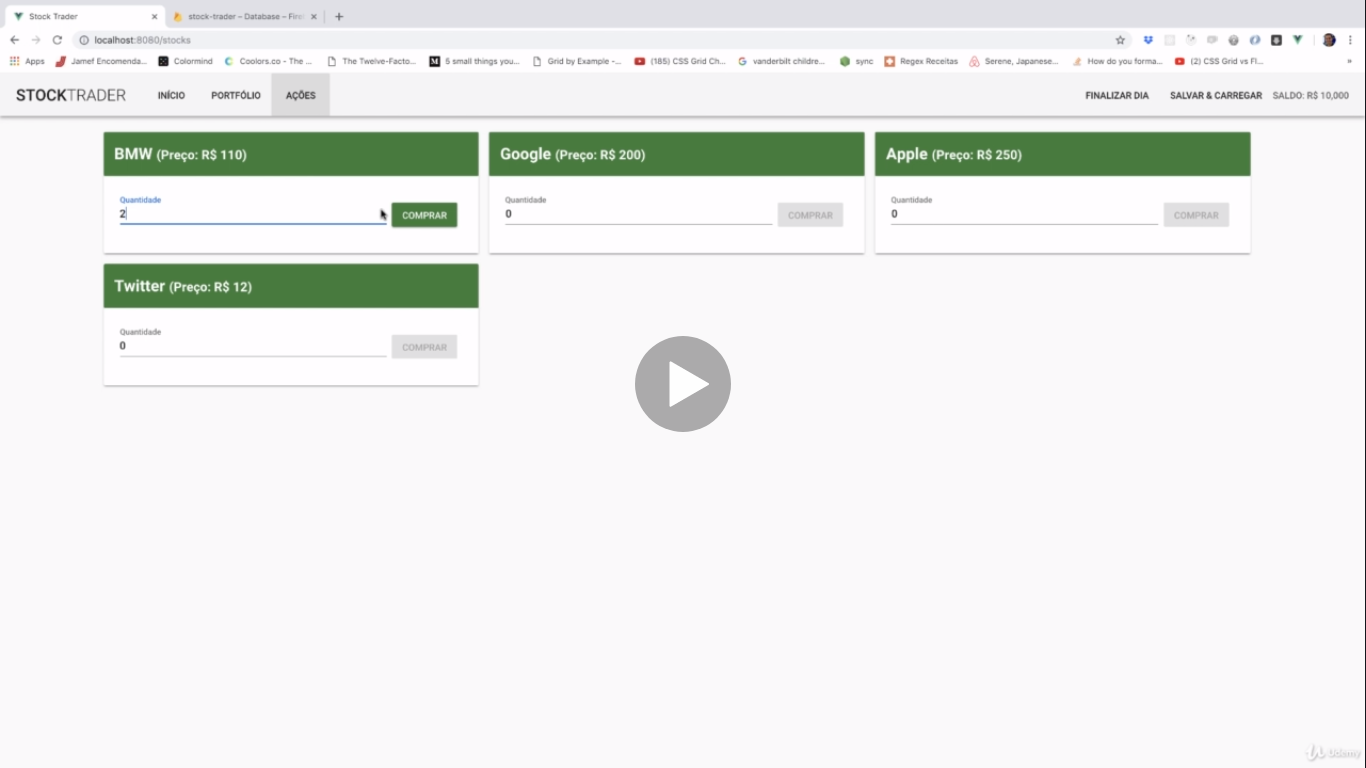 Stock Trader
stock-trader – Database – Fire
localhost:8080/stocks
Apps Jamef Encomenda... Colormind Coolors.co - The ... The Twelve-Facto... 5 small things you... Grid by Example -... (185) CSS Grid Ch... vanderbilt childre... sync Regex Receitas Serene, Japanese... How do you forma... (2) CSS Grid vs Fl... »
STOCKTRADER INÍCIO PORTFÓLIO AÇÕES FINALIZAR DIA SALVAR & CARREGAR SALDO: R$ 10,000
BMW (Preço: R$ 110)
Quantidade
2 COMPRAR
Google (Preço: R$ 200)
Quantidade
0 COMPRAR
Apple (Preço: R$ 250)
Quantidade
0 COMPRAR
Twitter (Preço: R$ 12)
Quantidade
0 COMPRAR
Udemy